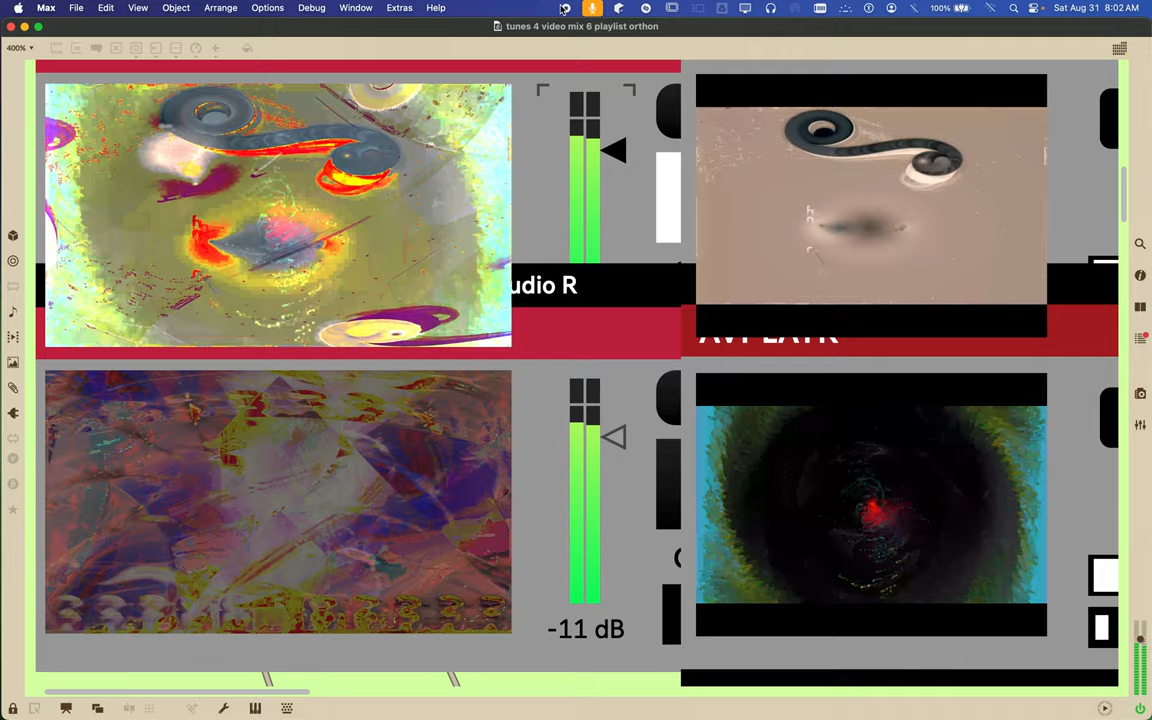 Max File Edit View Object Arrange Options Debug Window Extras Help 100% Sat Aug 31 8:02 AM
tunes 4 video mix 6 playlist orthon
400%
udio R
-11 dB